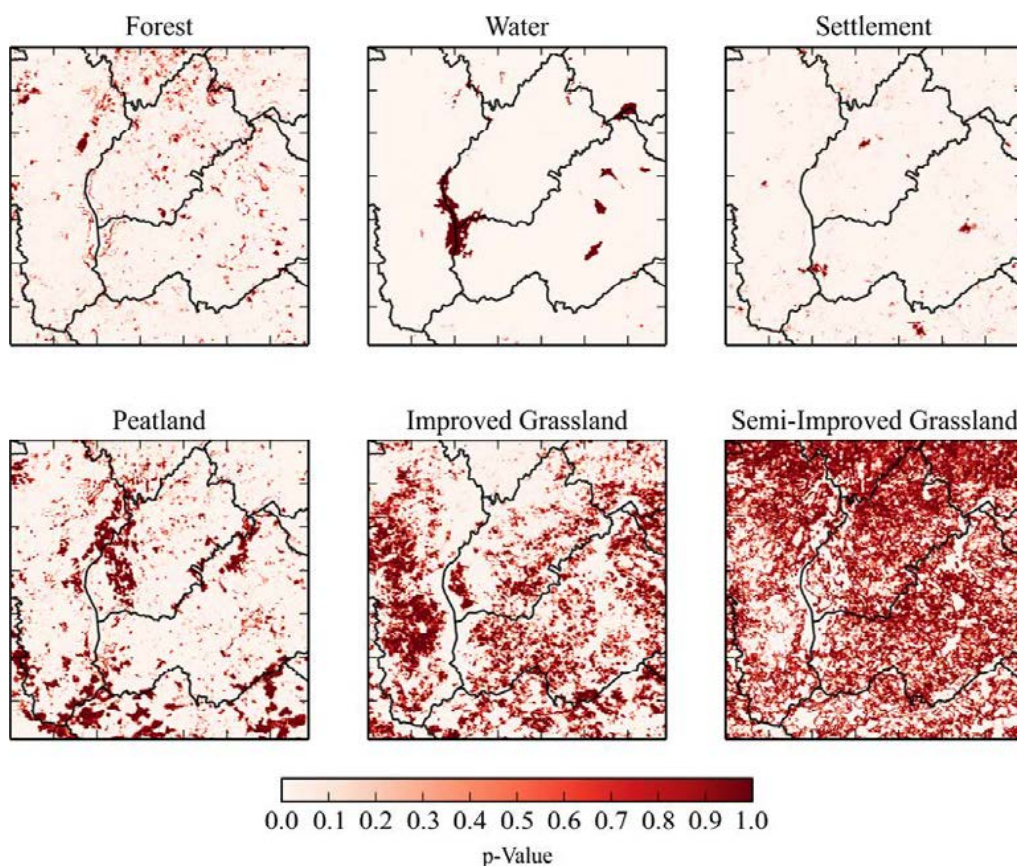 Forest
Water
Settlement
Peatland
Improved Grassland
Semi-Improved Grassland
0.0 0.1 0.2 0.3 0.4 0.5 0.6 0.7 0.8 0.9 1.0
p-Value